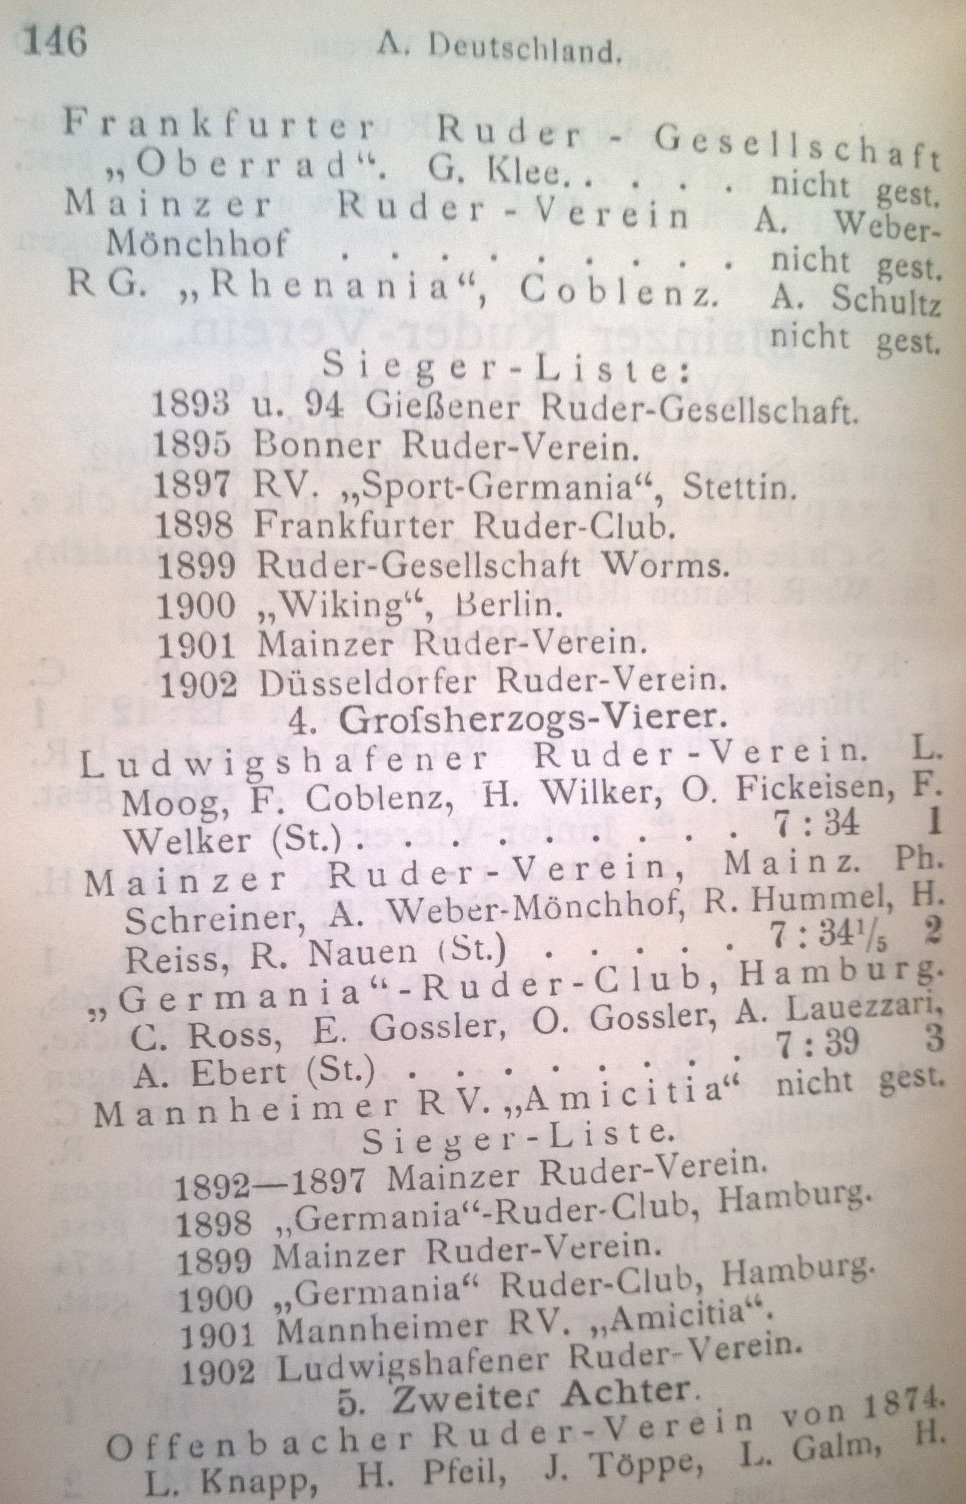 146 A. Deutschland.
Frankfurter Ruder-Gesellschaft
„Oberrad“. G. Klee. . . . . . nicht gest.
Mainzer Ruder-Verein A. Weber-
Mönchhof . . . . . . . . . nicht gest.
RG. „Rhenania“, Coblenz. A. Schultz
nicht gest.
Sieger-Liste:
1893 u. 94 Gießener Ruder-Gesellschaft.
1895 Bonner Ruder-Verein.
1897 RV. „Sport-Germania“, Stettin.
1898 Frankfurter Ruder-Club.
1899 Ruder-Gesellschaft Worms.
1900 „Wiking“, Berlin.
1901 Mainzer Ruder-Verein.
1902 Düsseldorfer Ruder-Verein.
4. Groſsherzogs-Vierer.
Ludwigshafener Ruder-Verein. L.
Moog, F. Coblenz, H. Wilker, O. Fickeisen, F.
Welker (St.) . . . . . . . . . 7 : 34 1
Mainzer Ruder-Verein, Mainz. Ph.
Schreiner, A. Weber-Mönchhof, R. Hummel, H.
Reiss, R. Nauen (St.) . . . . . 7 : 34¹/₅ 2
„Germania“-Ruder-Club, Hamburg.
C. Ross, E. Gossler, O. Gossler, A. Lauezzari,
A. Ebert (St.) . . . . . . . . 7 : 39 3
Mannheimer RV. „Amicitia“ nicht gest.
Sieger-Liste.
1892—1897 Mainzer Ruder-Verein.
1898 „Germania“-Ruder-Club, Hamburg.
1899 Mainzer Ruder-Verein.
1900 „Germania“ Ruder-Club, Hamburg.
1901 Mannheimer RV. „Amicitia“.
1902 Ludwigshafener Ruder-Verein.
5. Zweiter Achter.
Offenbacher Ruder-Verein von 1874.
L. Knapp, H. Pfeil, J. Töppe, L. Galm, H.